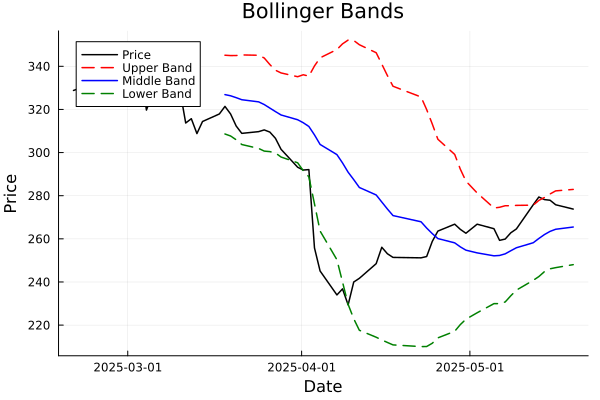 Bollinger Bands
Price
Upper Band
Middle Band
Lower Band
340
320
300
280
260
240
220
Price
2025-03-01
2025-04-01
2025-05-01
Date